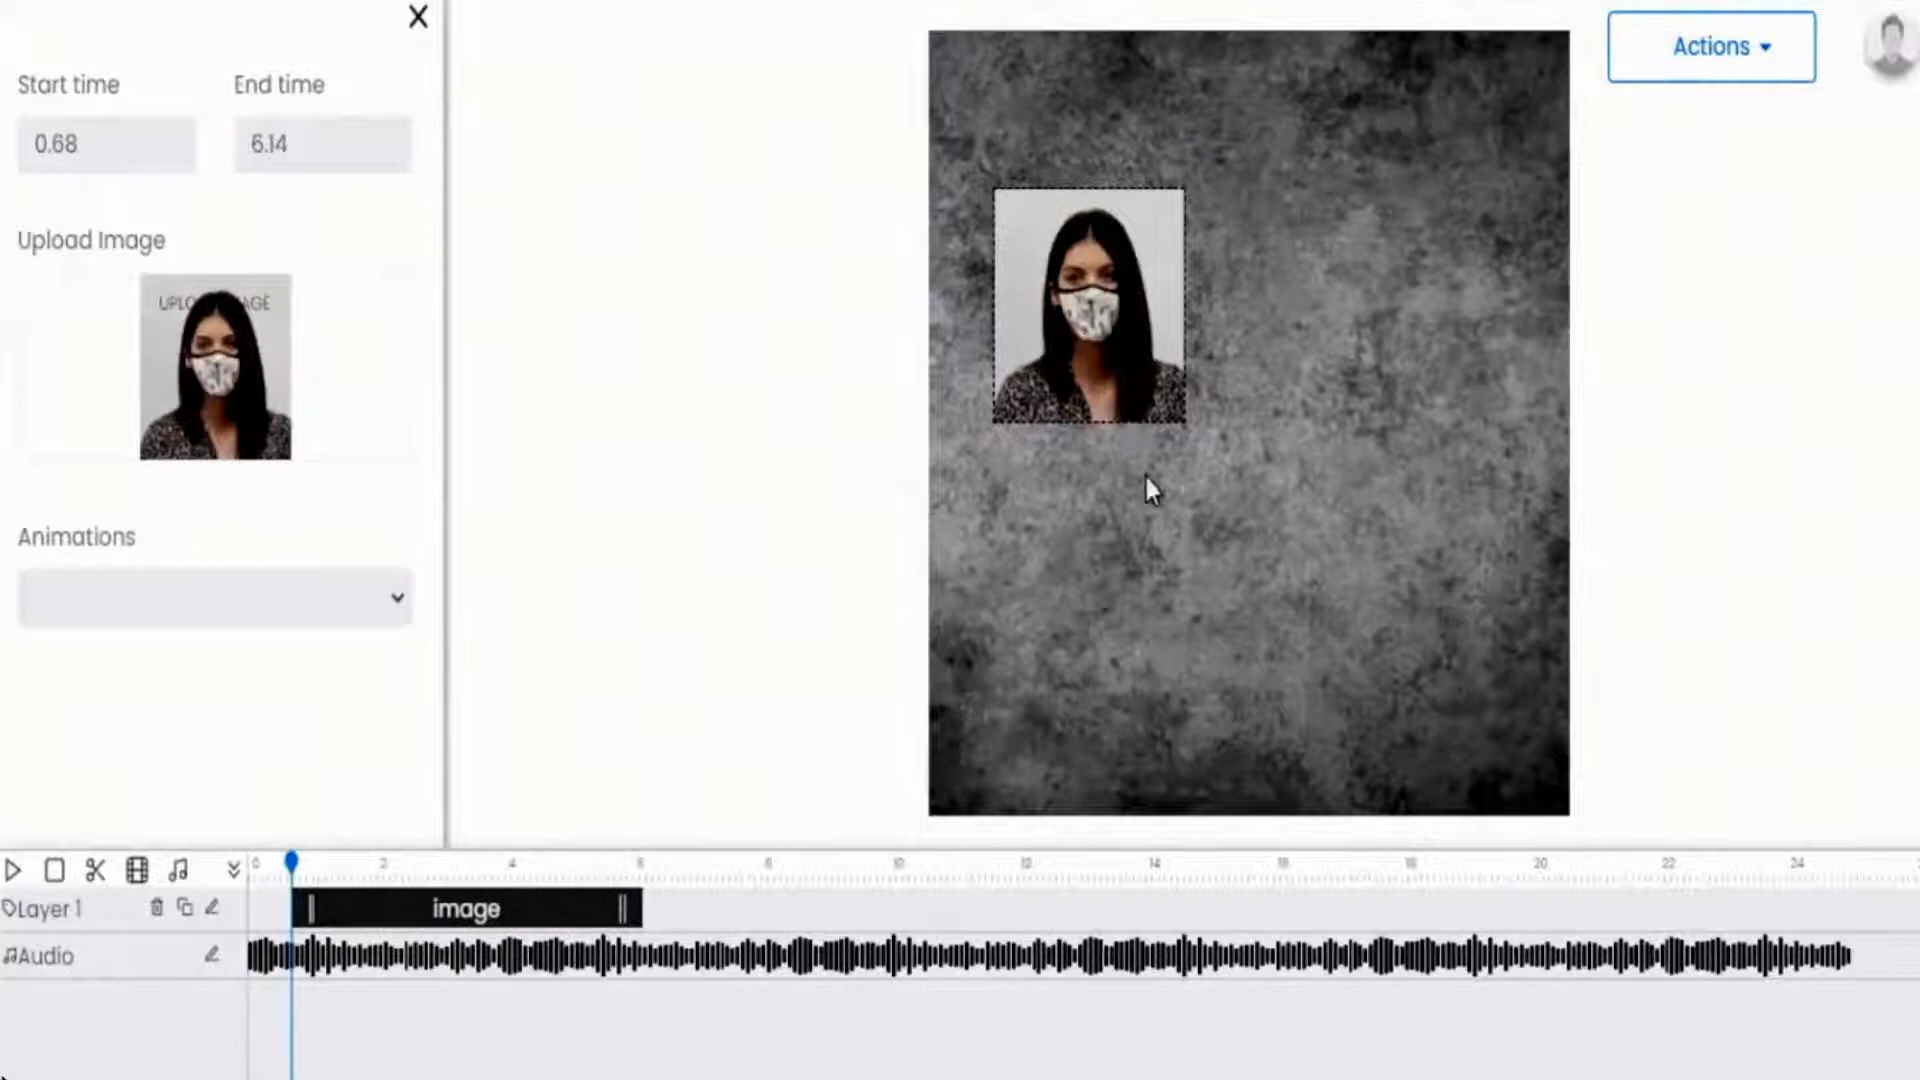 Actions
Start time
End time
0.68
6.14
Upload Image
Animations
0 2 4 6 8 10 12 14 16 18 20 22 24
Layer 1
image
Audio